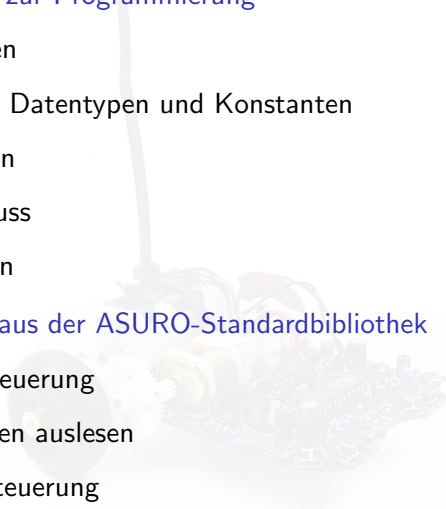 zur Programmierung
en
Datentypen und Konstanten
n
uss
n
aus der ASURO-Standardbibliothek
euerung
en auslesen
teuerung